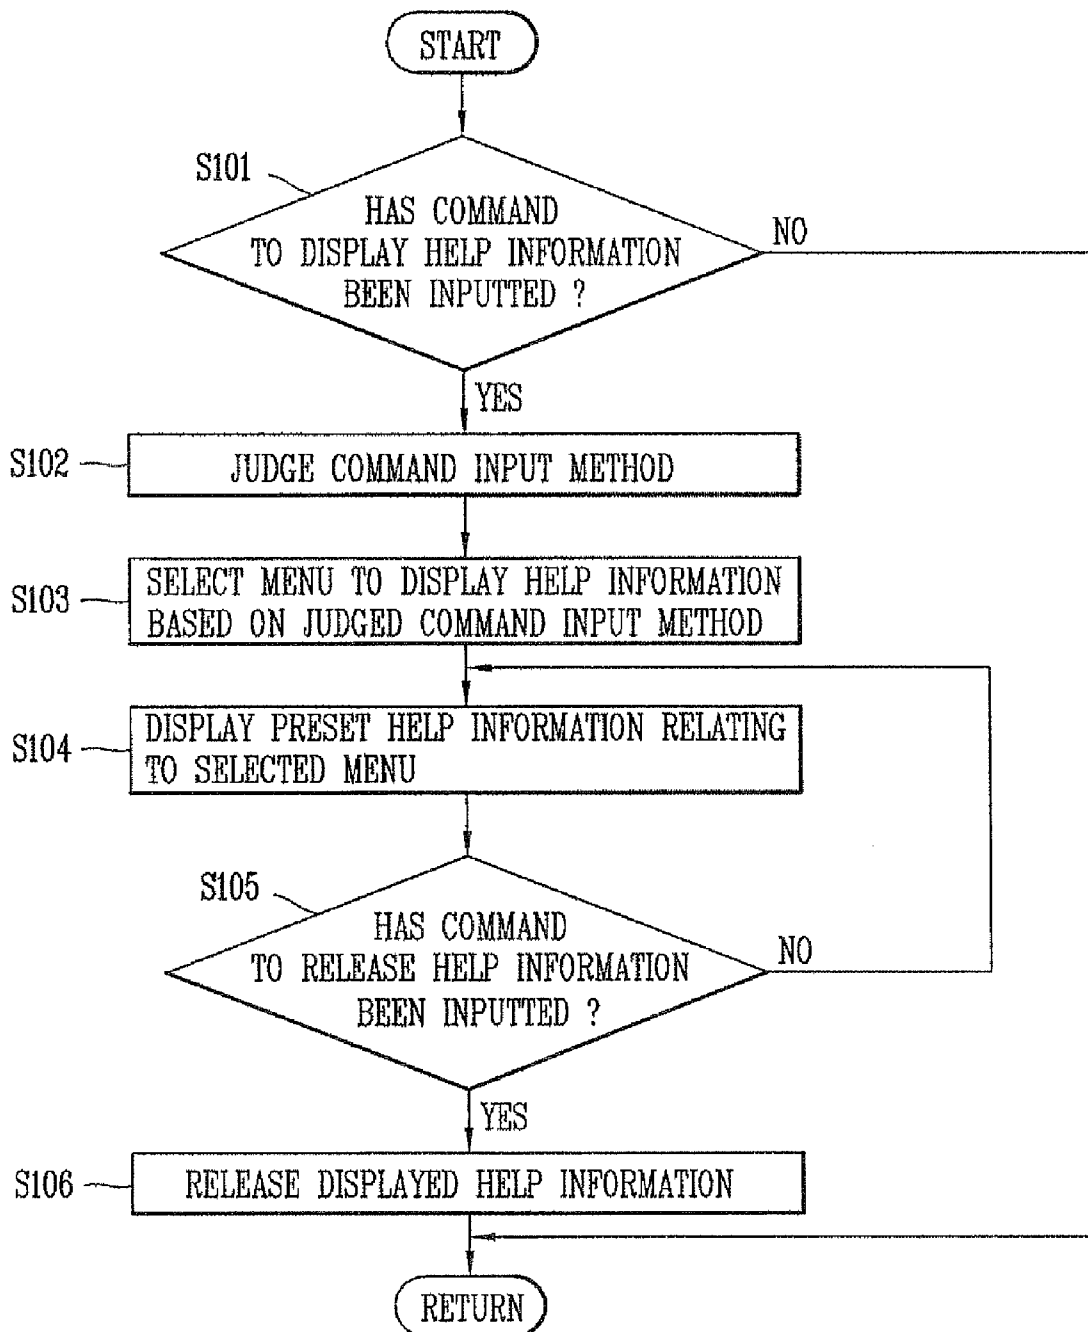 START
S101
HAS COMMAND
TO DISPLAY HELP INFORMATION
BEEN INPUTTED ?
NO
YES
S102
JUDGE COMMAND INPUT METHOD
S103
SELECT MENU TO DISPLAY HELP INFORMATION
BASED ON JUDGED COMMAND INPUT METHOD
S104
DISPLAY PRESET HELP INFORMATION RELATING
TO SELECTED MENU
S105
HAS COMMAND
TO RELEASE HELP INFORMATION
BEEN INPUTTED ?
NO
YES
S106
RELEASE DISPLAYED HELP INFORMATION
RETURN